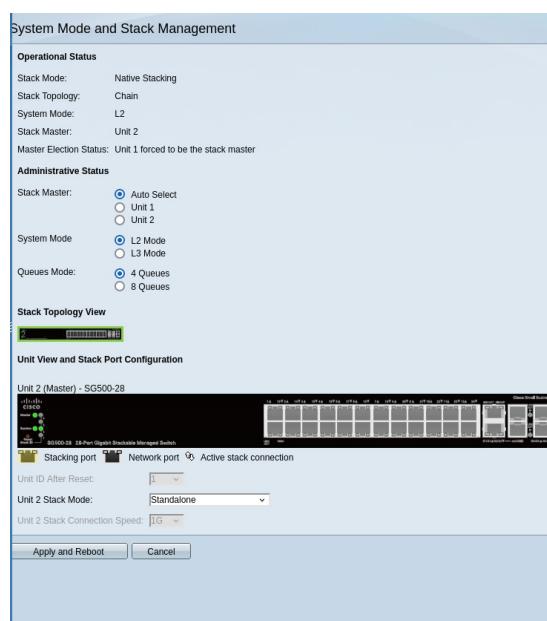 System Mode and Stack Management
Operational Status
Stack Mode: Native Stacking
Stack Topology: Chain
System Mode: L2
Stack Master: Unit 2
Master Election Status: Unit 1 forced to be the stack master
Administrative Status
Stack Master: Auto Select
Unit 1
Unit 2
System Mode L2 Mode
L3 Mode
Queues Mode: 4 Queues
8 Queues
Stack Topology View
2
Unit View and Stack Port Configuration
Unit 2 (Master) - SG500-28
CISCO
Master
System
SG500-28 28-Port Gigabit Stackable Managed Switch
Stacking port Network port Active stack connection
Unit ID After Reset: 1
Unit 2 Stack Mode: Standalone
Unit 2 Stack Connection Speed: 1G
Apply and Reboot Cancel